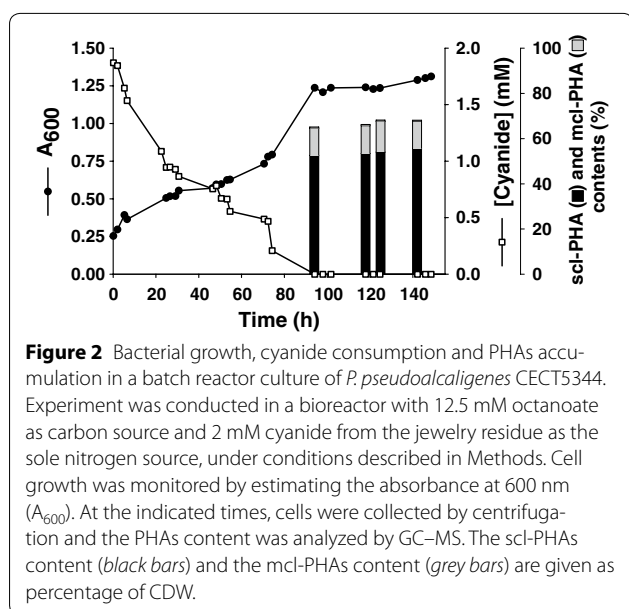 1.50
1.25
1.00
0.75
0.50
0.25
0.00
A600
2.0
1.5
1.0
0.5
0.0
[Cyanide] (mM)
100
80
60
40
20
0
scl-PHA (■) and mcl-PHA (▒)
contents (%)
0 20 40 60 80 100 120 140
Time (h)
Figure 2 Bacterial growth, cyanide consumption and PHAs accu-
mulation in a batch reactor culture of P. pseudoalcaligenes CECT5344.
Experiment was conducted in a bioreactor with 12.5 mM octanoate
as carbon source and 2 mM cyanide from the jewelry residue as the
sole nitrogen source, under conditions described in Methods. Cell
growth was monitored by estimating the absorbance at 600 nm
(A600). At the indicated times, cells were collected by centrifuga-
tion and the PHAs content was analyzed by GC–MS. The scl-PHAs
content (black bars) and the mcl-PHAs content (grey bars) are given as
percentage of CDW.